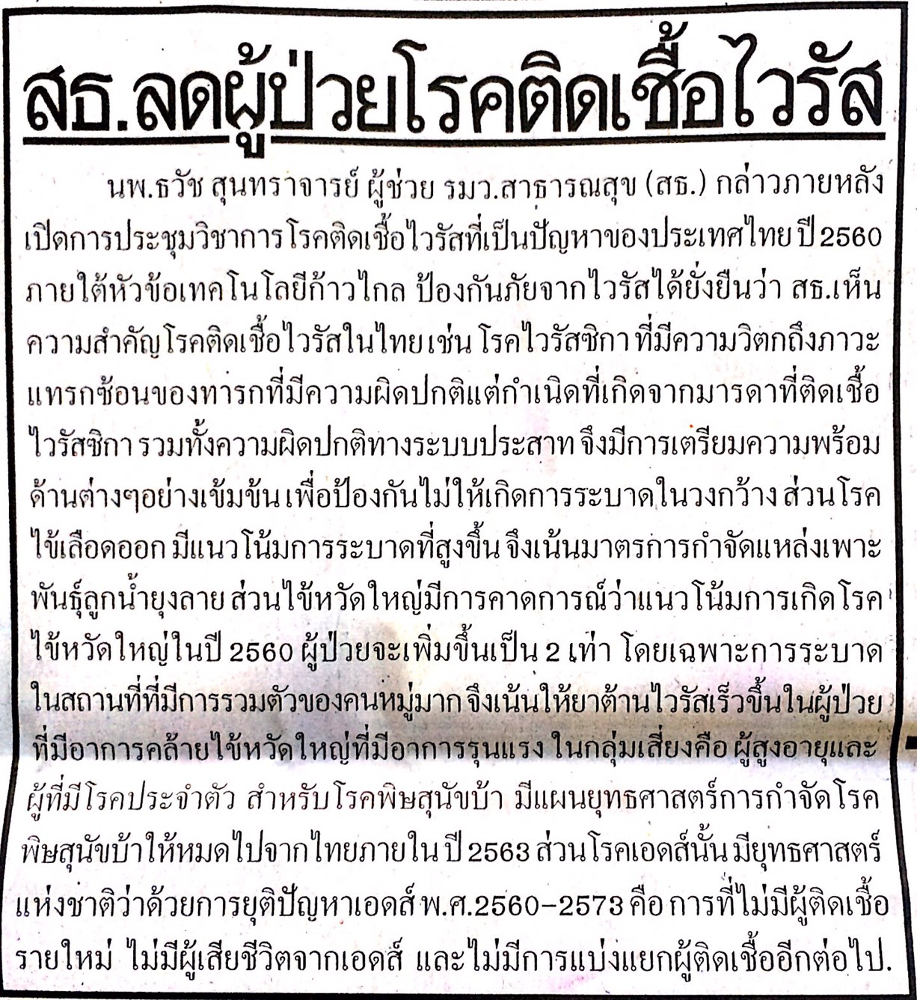 สธ.ลดผู้ป่วยโรคติดเชื้อไวรัส
นพ.ธวัช สุนทราจารย์ ผู้ช่วย รมว.สาธารณสุข (สธ.) กล่าวภายหลัง
เปิดการประชุมวิชาการโรคติดเชื้อไวรัสที่เป็นปัญหาของประเทศไทย ปี 2560
ภายใต้หัวข้อเทคโนโลยีก้าวไกล ป้องกันภัยจากไวรัสได้ยั่งยืนว่า สธ.เห็น
ความสำคัญโรคติดเชื้อไวรัสในไทย เช่น โรคไวรัสซิกา ที่มีความวิตกถึงภาวะ
แทรกซ้อนของทารกที่มีความผิดปกติแต่กำเนิดที่เกิดจากมารดาที่ติดเชื้อ
ไวรัสซิกา รวมทั้งความผิดปกติทางระบบประสาท จึงมีการเตรียมความพร้อม
ด้านต่างๆอย่างเข้มข้น เพื่อป้องกันไม่ให้เกิดการระบาดในวงกว้าง ส่วนโรค
ไข้เลือดออก มีแนวโน้มการระบาดที่สูงขึ้น จึงเน้นมาตรการกำจัดแหล่งเพาะ
พันธุ์ลูกน้ำยุงลาย ส่วนไข้หวัดใหญ่มีการคาดการณ์ว่าแนวโน้มการเกิดโรค
ไข้หวัดใหญ่ในปี 2560 ผู้ป่วยจะเพิ่มขึ้นเป็น 2 เท่า โดยเฉพาะการระบาด
ในสถานที่ที่มีการรวมตัวของคนหมู่มาก จึงเน้นให้ยาต้านไวรัสเร็วขึ้นในผู้ป่วย
ที่มีอาการคล้ายไข้หวัดใหญ่ที่มีอาการรุนแรง ในกลุ่มเสี่ยงคือ ผู้สูงอายุและ
ผู้ที่มีโรคประจำตัว สำหรับโรคพิษสุนัขบ้า มีแผนยุทธศาสตร์การกำจัดโรค
พิษสุนัขบ้าให้หมดไปจากไทยภายใน ปี 2563 ส่วนโรคเอดส์นั้น มียุทธศาสตร์
แห่งชาติว่าด้วยการยุติปัญหาเอดส์ พ.ศ.2560-2573 คือ การที่ไม่มีผู้ติดเชื้อ
รายใหม่ ไม่มีผู้เสียชีวิตจากเอดส์ และไม่มีการแบ่งแยกผู้ติดเชื้ออีกต่อไป.